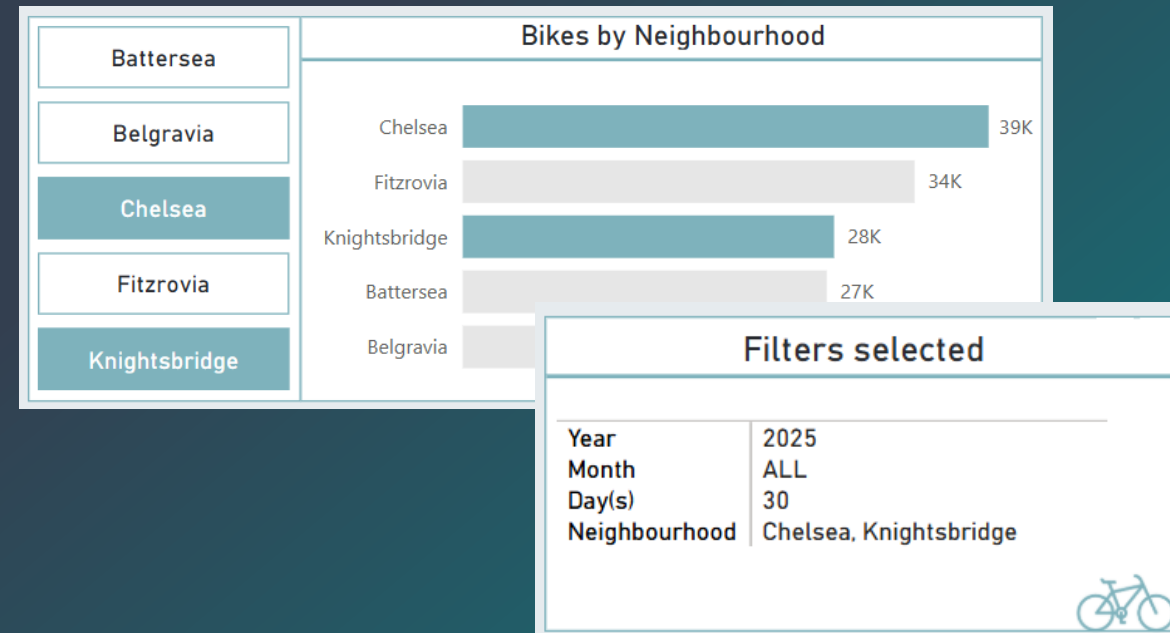 Battersea
Belgravia
Chelsea
Fitzrovia
Knightsbridge
Bikes by Neighbourhood
Chelsea 39K
Fitzrovia 34K
Knightsbridge 28K
Battersea 27K
Belgravia
Filters selected
Year 2025
Month ALL
Day(s) 30
Neighbourhood Chelsea, Knightsbridge